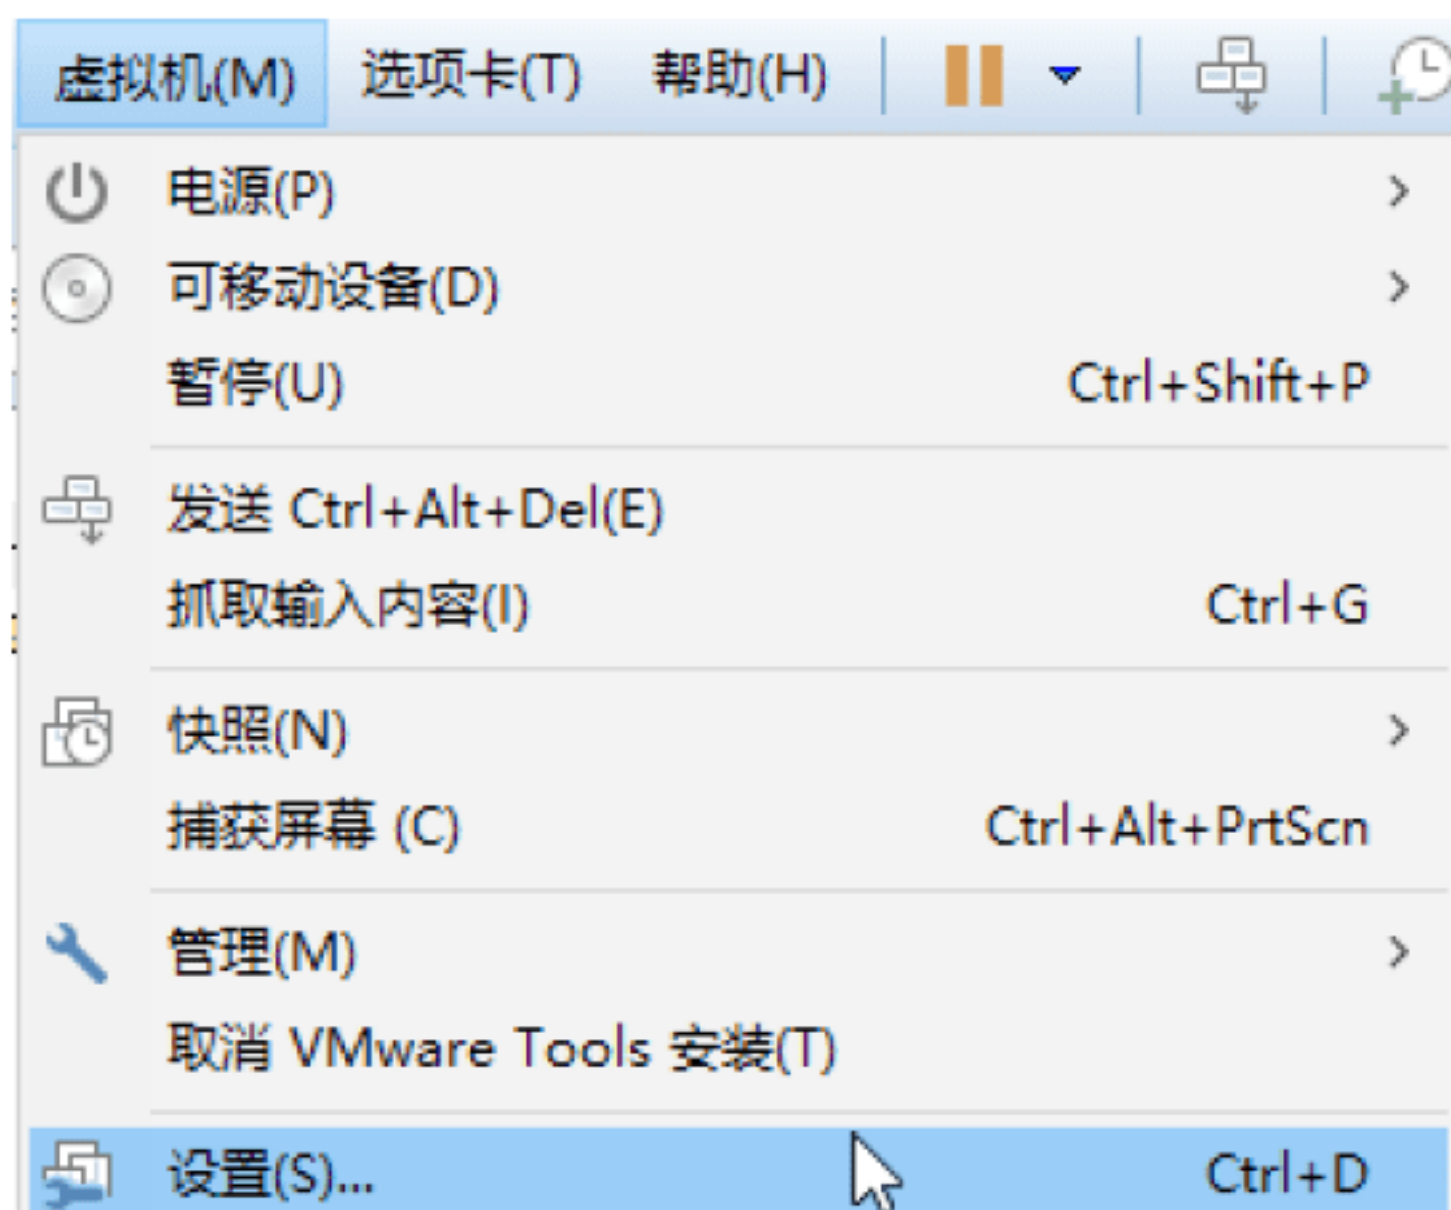 虚拟机(M) 选项卡(T) 帮助(H)
电源(P)
可移动设备(D)
暂停(U) Ctrl+Shift+P
发送 Ctrl+Alt+Del(E)
抓取输入内容(I) Ctrl+G
快照(N)
捕获屏幕 (C) Ctrl+Alt+PrtScn
管理(M)
取消 VMware Tools 安装(T)
设置(S)... Ctrl+D